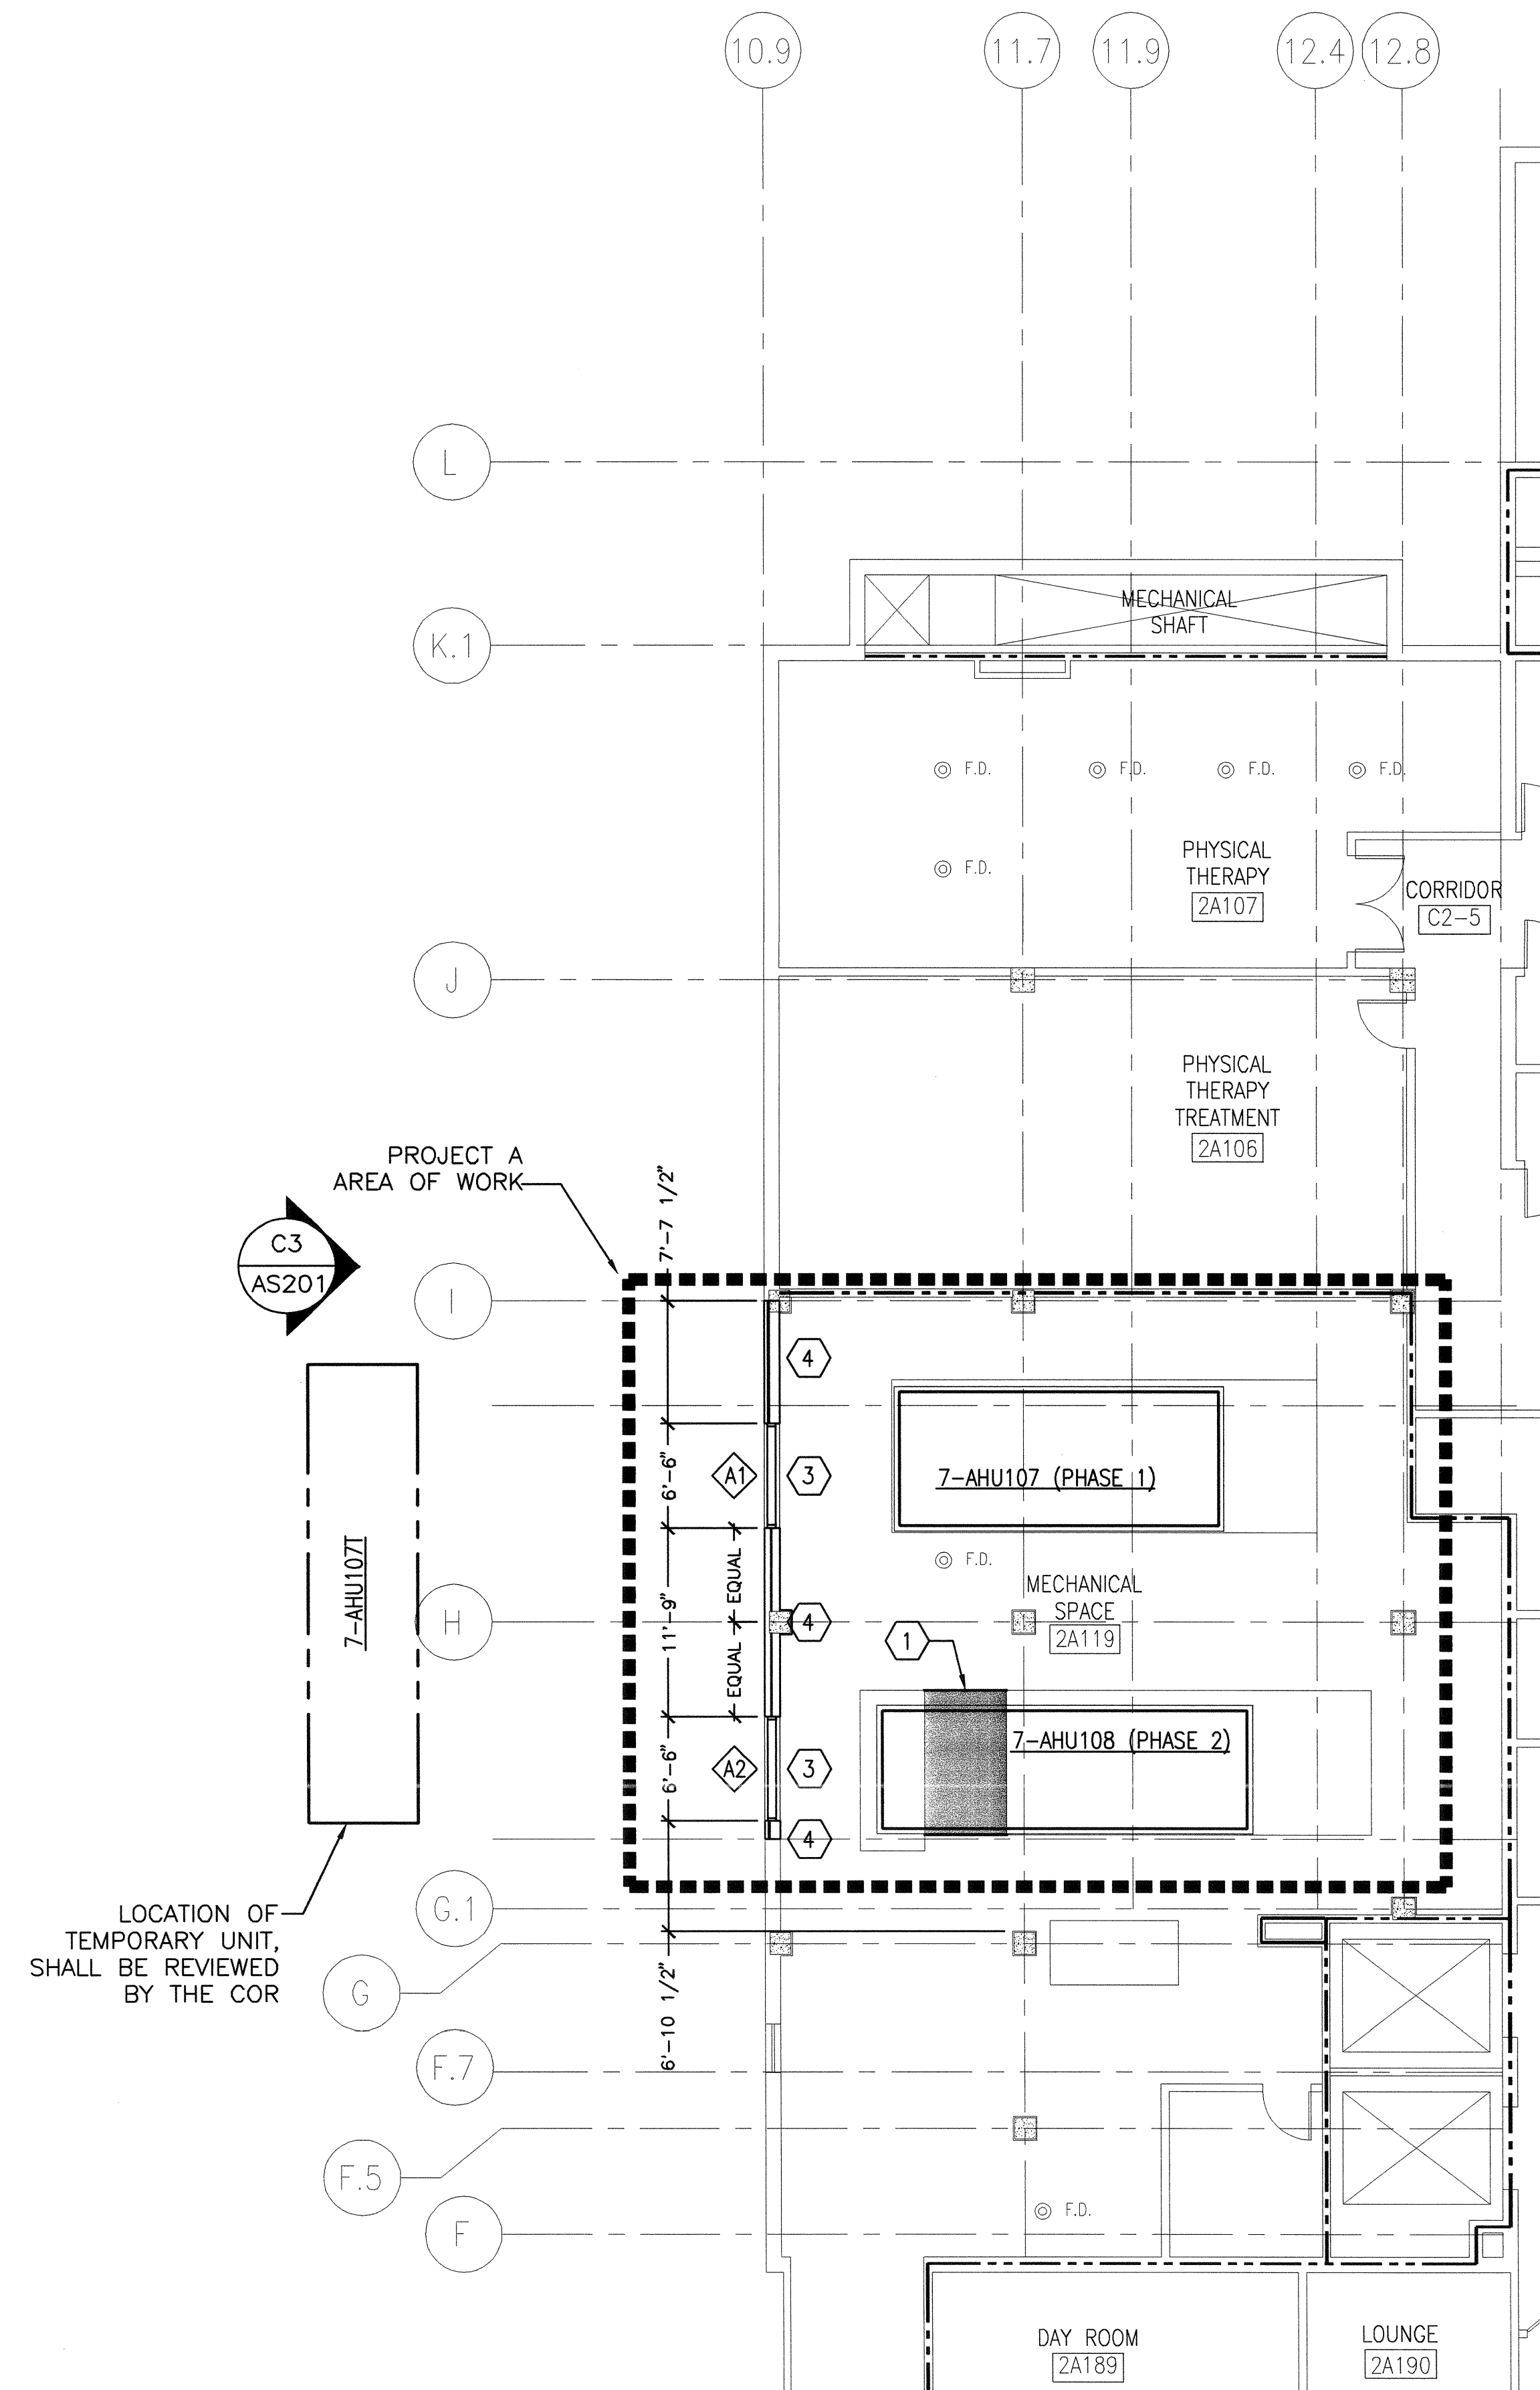 10.9
11.7
11.9
12.4
12.8
L
K.1
MECHANICAL
SHAFT
F.D.
F.D.
F.D.
F.D.
F.D.
PHYSICAL
THERAPY
2A107
CORRIDOR
C2-5
J
PHYSICAL
THERAPY
TREATMENT
2A106
PROJECT A
AREA OF WORK
7'-7 1/2"
C3
AS201
I
4
6'-6"
A1
3
7-AHU107 (PHASE 1)
7-AHU107T
EQUAL
F.D.
MECHANICAL
SPACE
2A119
H
11'-9"
4
1
EQUAL
7-AHU108 (PHASE 2)
6'-6"
A2
3
4
G.1
LOCATION OF
TEMPORARY UNIT,
SHALL BE REVIEWED
BY THE COR
G
6'-10 1/2"
F.7
F.5
F.D.
F
DAY ROOM
2A189
LOUNGE
2A190